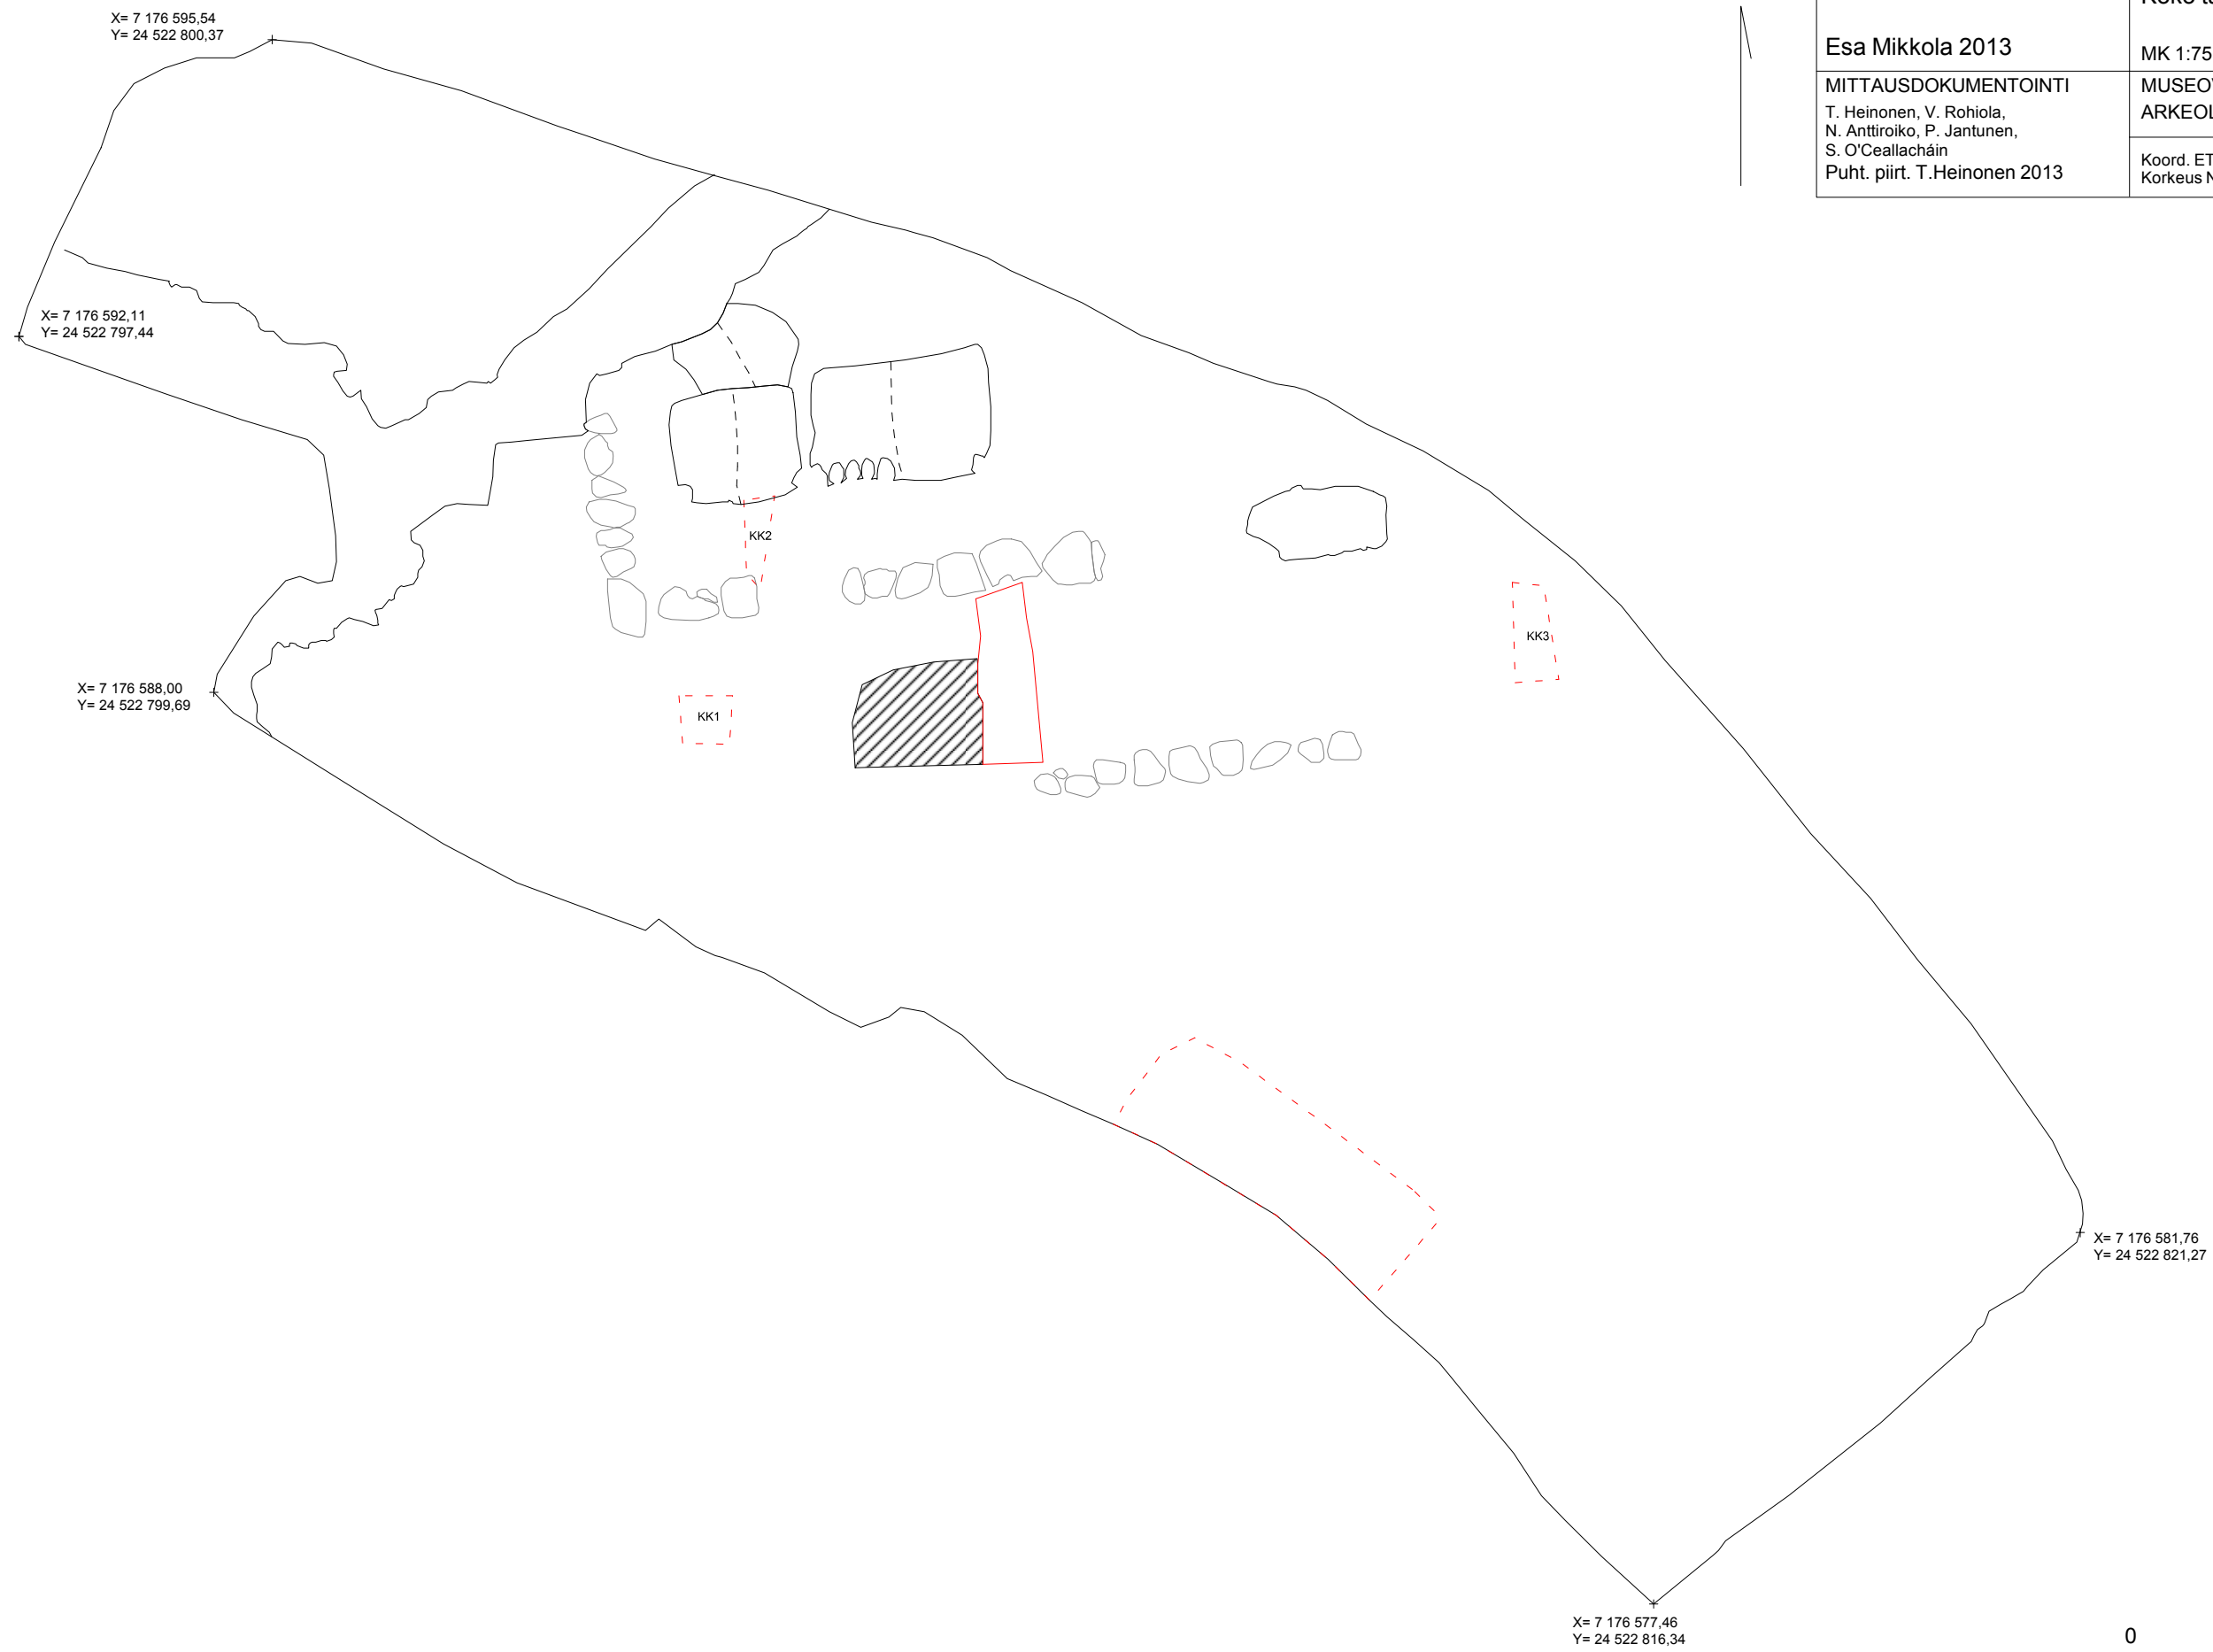 X= 7 176 595,54
Y= 24 522 800,37
Esa Mikkola 2013
MK 1:75
MITTAUSDOKUMENTOINTI
T. Heinonen, V. Rohiola,
N. Anttiroiko, P. Jantunen,
S. O'Ceallacháin
Puht. piirt. T.Heinonen 2013
Koord. ET
Korkeus N
X= 7 176 592,11
Y= 24 522 797,44
KK2
KK3
X= 7 176 588,00
Y= 24 522 799,69
KK1
X= 7 176 581,76
Y= 24 522 821,27
X= 7 176 577,46
Y= 24 522 816,34
0